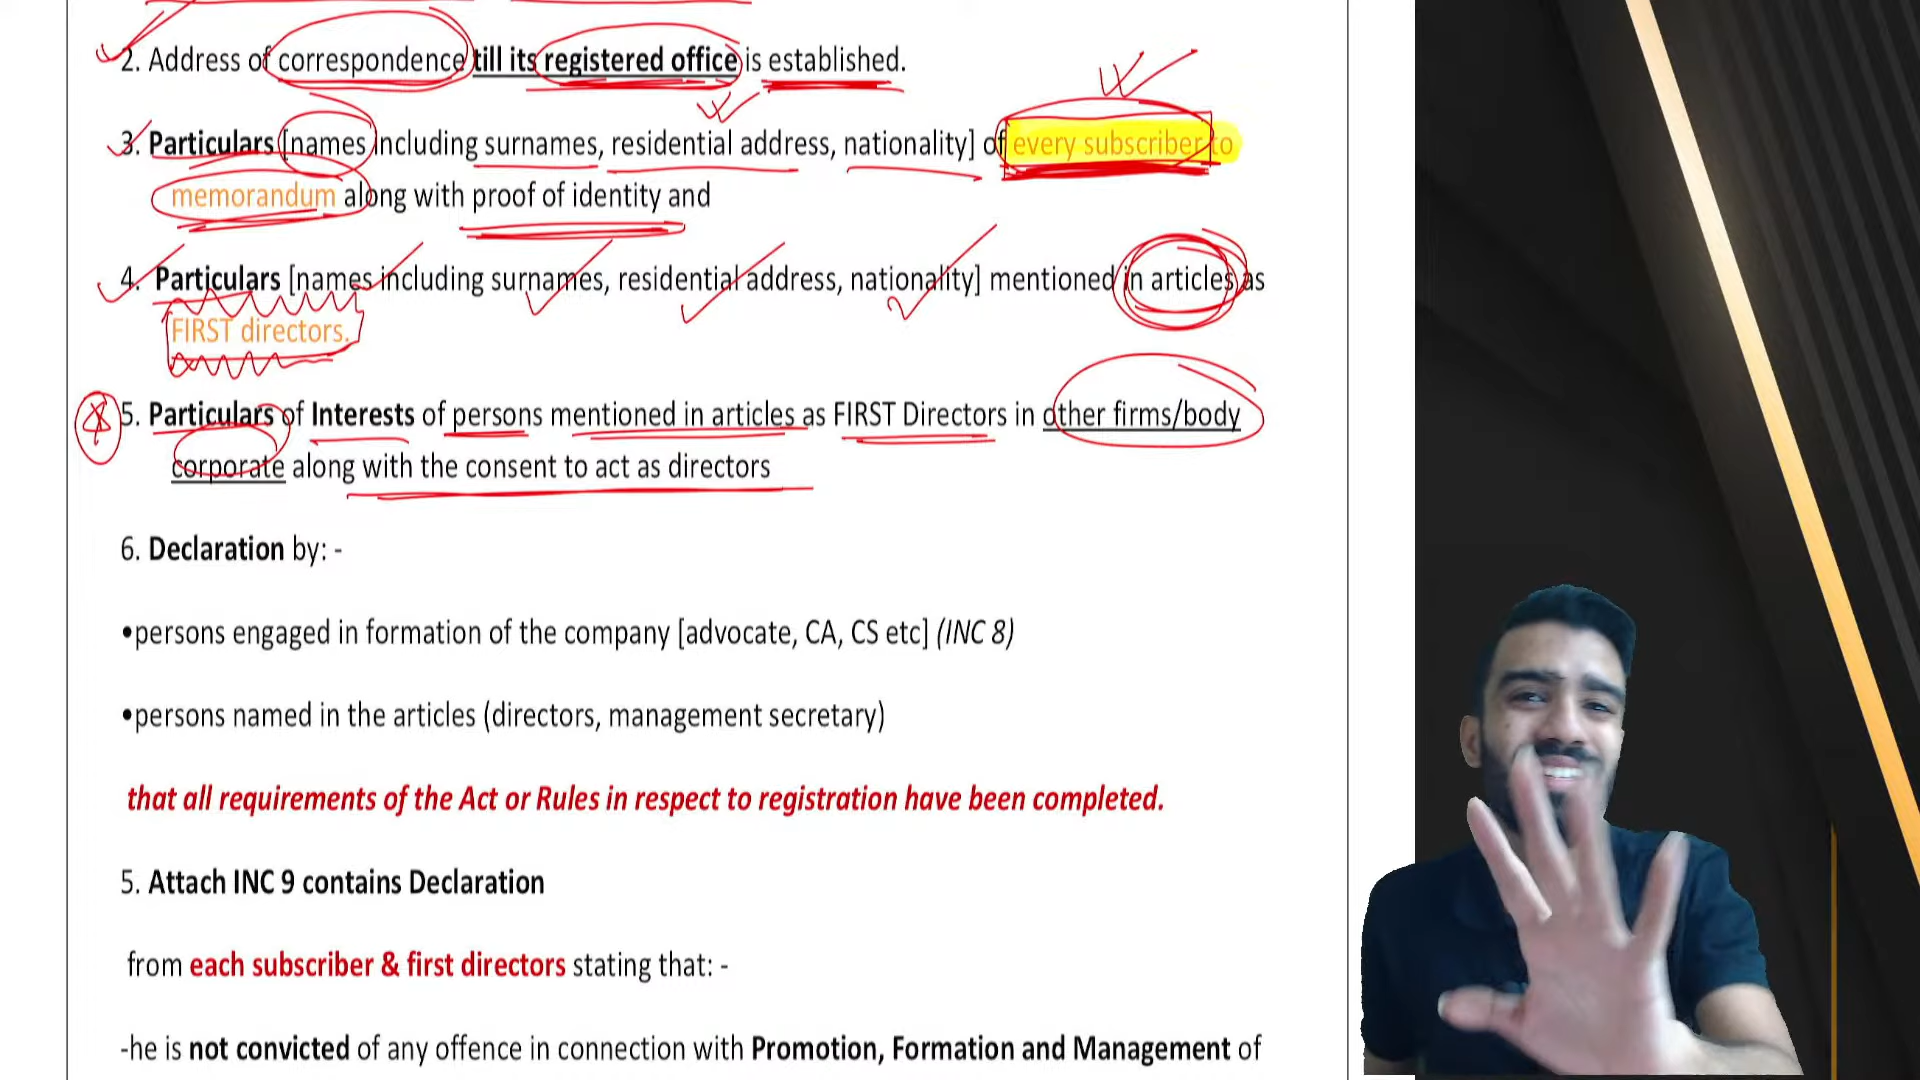 2. Address of correspondence till its registered office is established.
3. Particulars [names including surnames, residential address, nationality] of every subscriber to
memorandum along with proof of identity and
4. Particulars [names including surnames, residential address, nationality] mentioned in articles as
FIRST directors.
5. Particulars of Interests of persons mentioned in articles as FIRST Directors in other firms/body
corporate along with the consent to act as directors
6. Declaration by: -
•persons engaged in formation of the company [advocate, CA, CS etc] (INC 8)
•persons named in the articles (directors, management secretary)
that all requirements of the Act or Rules in respect to registration have been completed.
5. Attach INC 9 contains Declaration
from each subscriber & first directors stating that: -
-he is not convicted of any offence in connection with Promotion, Formation and Management of